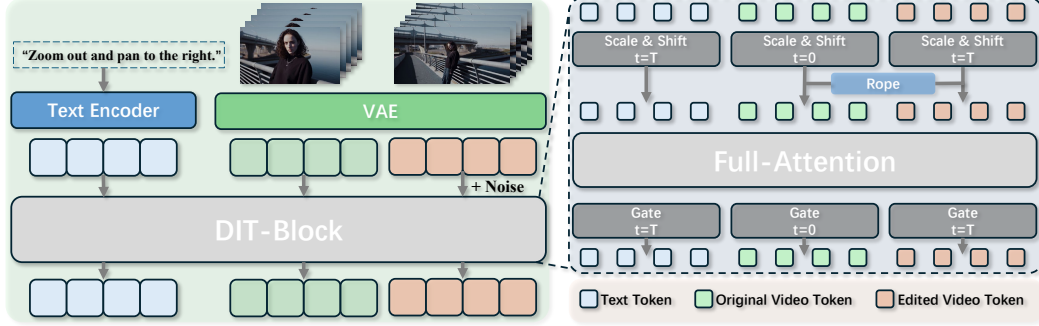 “Zoom out and pan to the right.”
Text Encoder
VAE
+ Noise
DIT-Block
Scale & Shift
t=T
Scale & Shift
t=0
Scale & Shift
t=T
Rope
Full-Attention
Gate
t=T
Gate
t=0
Gate
t=T
Text Token
Original Video Token
Edited Video Token